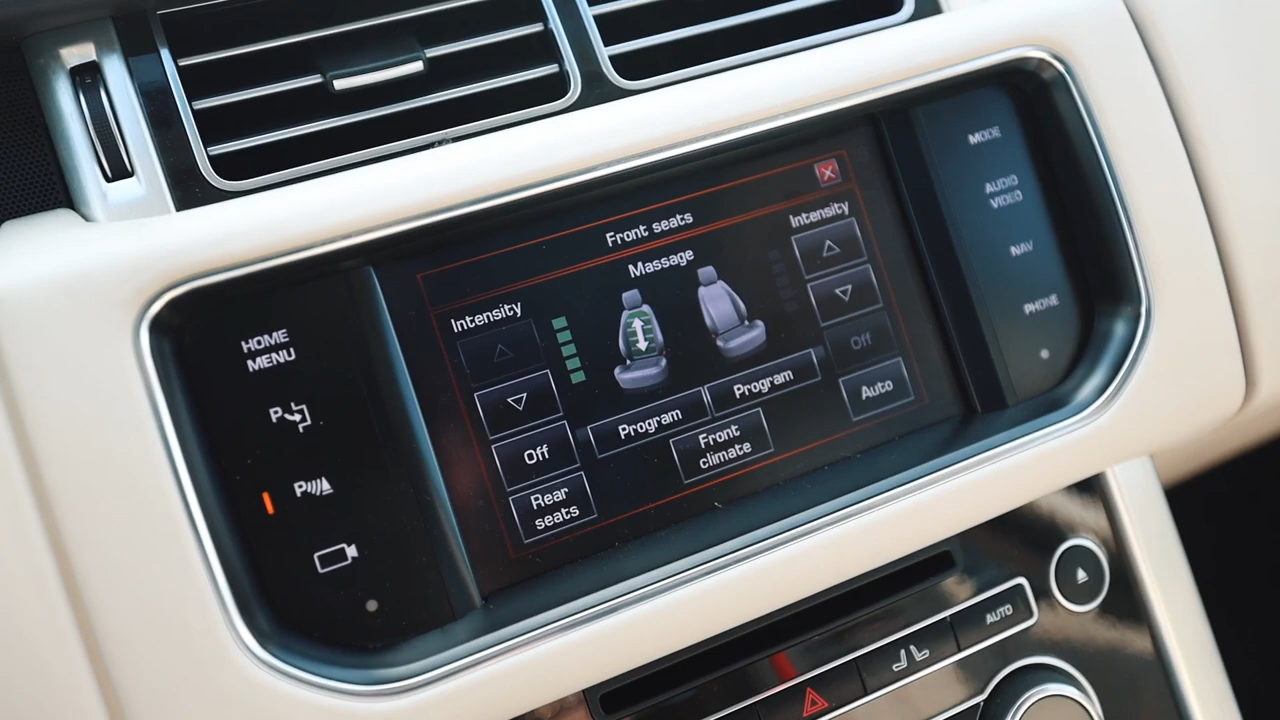 HOME
MENU
P
P
Front seats
Massage
Intensity
Intensity
Off
Off
Auto
Program
Program
Front
climate
Rear
seats
MODE
AUDIO
VIDEO
NAV
PHONE
AUTO